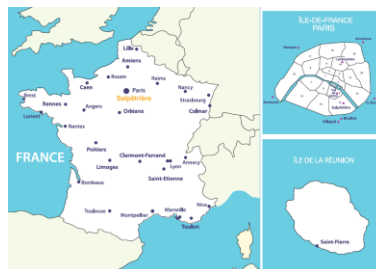 Lille
Amiens
Rouen
Reims
Caen
Paris
Salpêtrière
Nancy
Strasbourg
Colmar
Brest
Rennes
Lorient
Angers
Orléans
Nantes
FRANCE
Poitiers
Limoges
Clermont-Ferrand
Lyon
Annecy
Saint-Etienne
Bordeaux
Toulouse
Montpellier
Marseille
Nice
Toulon
ÎLE-DE-FRANCE
PARIS
ÎLE DE LA RÉUNION
Saint-Pierre